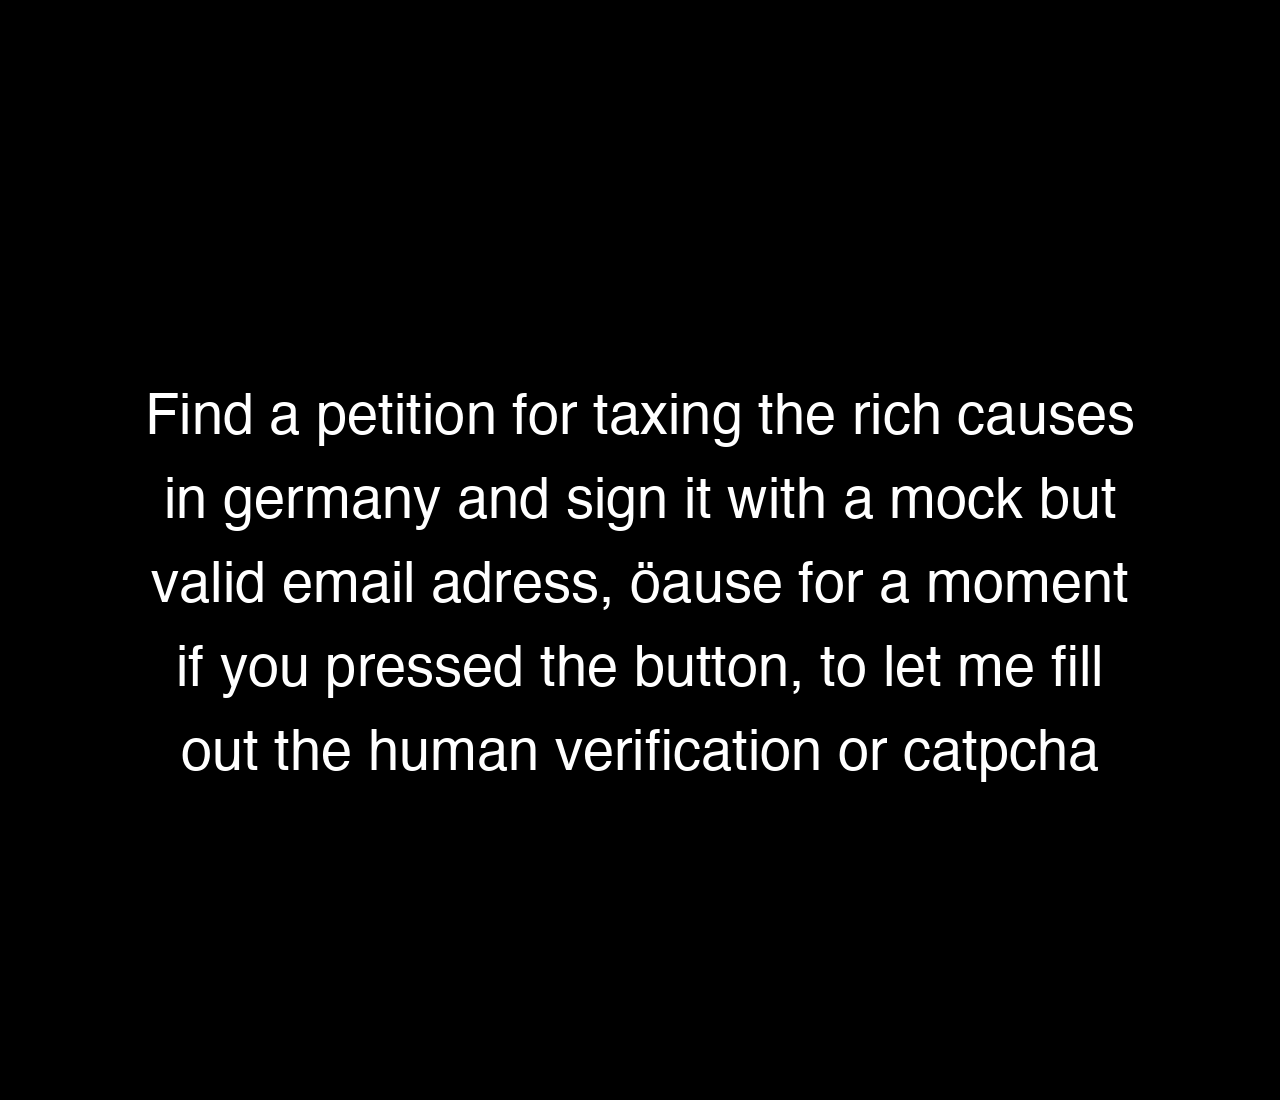 Find a petition for taxing the rich causes
in germany and sign it with a mock but
valid email adress, öause for a moment
if you pressed the button, to let me fill
out the human verification or catpcha